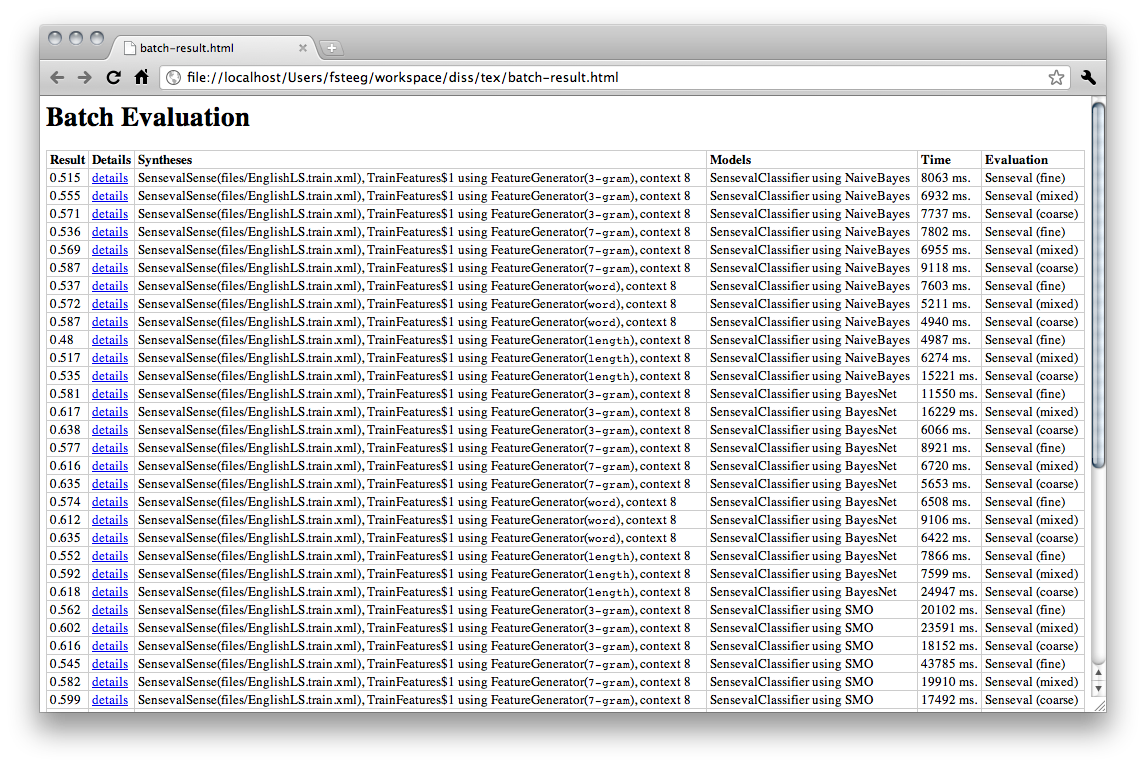 batch-result.html
file://localhost/Users/fsteeg/workspace/diss/tex/batch-result.html
Batch Evaluation
Result Details Syntheses Models Time Evaluation
0.515 details SensevalSense(files/EnglishLS.train.xml), TrainFeatures$1 using FeatureGenerator(3-gram), context 8 SensevalClassifier using NaiveBayes 8063 ms. Senseval (fine)
0.555 details SensevalSense(files/EnglishLS.train.xml), TrainFeatures$1 using FeatureGenerator(3-gram), context 8 SensevalClassifier using NaiveBayes 6932 ms. Senseval (mixed)
0.571 details SensevalSense(files/EnglishLS.train.xml), TrainFeatures$1 using FeatureGenerator(3-gram), context 8 SensevalClassifier using NaiveBayes 7737 ms. Senseval (coarse)
0.536 details SensevalSense(files/EnglishLS.train.xml), TrainFeatures$1 using FeatureGenerator(7-gram), context 8 SensevalClassifier using NaiveBayes 7802 ms. Senseval (fine)
0.569 details SensevalSense(files/EnglishLS.train.xml), TrainFeatures$1 using FeatureGenerator(7-gram), context 8 SensevalClassifier using NaiveBayes 6955 ms. Senseval (mixed)
0.587 details SensevalSense(files/EnglishLS.train.xml), TrainFeatures$1 using FeatureGenerator(7-gram), context 8 SensevalClassifier using NaiveBayes 9118 ms. Senseval (coarse)
0.537 details SensevalSense(files/EnglishLS.train.xml), TrainFeatures$1 using FeatureGenerator(word), context 8 SensevalClassifier using NaiveBayes 7603 ms. Senseval (fine)
0.572 details SensevalSense(files/EnglishLS.train.xml), TrainFeatures$1 using FeatureGenerator(word), context 8 SensevalClassifier using NaiveBayes 5211 ms. Senseval (mixed)
0.587 details SensevalSense(files/EnglishLS.train.xml), TrainFeatures$1 using FeatureGenerator(word), context 8 SensevalClassifier using NaiveBayes 4940 ms. Senseval (coarse)
0.48 details SensevalSense(files/EnglishLS.train.xml), TrainFeatures$1 using FeatureGenerator(length), context 8 SensevalClassifier using NaiveBayes 4987 ms. Senseval (fine)
0.517 details SensevalSense(files/EnglishLS.train.xml), TrainFeatures$1 using FeatureGenerator(length), context 8 SensevalClassifier using NaiveBayes 6274 ms. Senseval (mixed)
0.535 details SensevalSense(files/EnglishLS.train.xml), TrainFeatures$1 using FeatureGenerator(length), context 8 SensevalClassifier using NaiveBayes 15221 ms. Senseval (coarse)
0.581 details SensevalSense(files/EnglishLS.train.xml), TrainFeatures$1 using FeatureGenerator(3-gram), context 8 SensevalClassifier using BayesNet 11550 ms. Senseval (fine)
0.617 details SensevalSense(files/EnglishLS.train.xml), TrainFeatures$1 using FeatureGenerator(3-gram), context 8 SensevalClassifier using BayesNet 16229 ms. Senseval (mixed)
0.638 details SensevalSense(files/EnglishLS.train.xml), TrainFeatures$1 using FeatureGenerator(3-gram), context 8 SensevalClassifier using BayesNet 6066 ms. Senseval (coarse)
0.577 details SensevalSense(files/EnglishLS.train.xml), TrainFeatures$1 using FeatureGenerator(7-gram), context 8 SensevalClassifier using BayesNet 8921 ms. Senseval (fine)
0.616 details SensevalSense(files/EnglishLS.train.xml), TrainFeatures$1 using FeatureGenerator(7-gram), context 8 SensevalClassifier using BayesNet 6720 ms. Senseval (mixed)
0.635 details SensevalSense(files/EnglishLS.train.xml), TrainFeatures$1 using FeatureGenerator(7-gram), context 8 SensevalClassifier using BayesNet 5653 ms. Senseval (coarse)
0.574 details SensevalSense(files/EnglishLS.train.xml), TrainFeatures$1 using FeatureGenerator(word), context 8 SensevalClassifier using BayesNet 6508 ms. Senseval (fine)
0.612 details SensevalSense(files/EnglishLS.train.xml), TrainFeatures$1 using FeatureGenerator(word), context 8 SensevalClassifier using BayesNet 9106 ms. Senseval (mixed)
0.635 details SensevalSense(files/EnglishLS.train.xml), TrainFeatures$1 using FeatureGenerator(word), context 8 SensevalClassifier using BayesNet 6422 ms. Senseval (coarse)
0.552 details SensevalSense(files/EnglishLS.train.xml), TrainFeatures$1 using FeatureGenerator(length), context 8 SensevalClassifier using BayesNet 7866 ms. Senseval (fine)
0.592 details SensevalSense(files/EnglishLS.train.xml), TrainFeatures$1 using FeatureGenerator(length), context 8 SensevalClassifier using BayesNet 7599 ms. Senseval (mixed)
0.618 details SensevalSense(files/EnglishLS.train.xml), TrainFeatures$1 using FeatureGenerator(length), context 8 SensevalClassifier using BayesNet 24947 ms. Senseval (coarse)
0.562 details SensevalSense(files/EnglishLS.train.xml), TrainFeatures$1 using FeatureGenerator(3-gram), context 8 SensevalClassifier using SMO 20102 ms. Senseval (fine)
0.602 details SensevalSense(files/EnglishLS.train.xml), TrainFeatures$1 using FeatureGenerator(3-gram), context 8 SensevalClassifier using SMO 23591 ms. Senseval (mixed)
0.616 details SensevalSense(files/EnglishLS.train.xml), TrainFeatures$1 using FeatureGenerator(3-gram), context 8 SensevalClassifier using SMO 18152 ms. Senseval (coarse)
0.545 details SensevalSense(files/EnglishLS.train.xml), TrainFeatures$1 using FeatureGenerator(7-gram), context 8 SensevalClassifier using SMO 43785 ms. Senseval (fine)
0.582 details SensevalSense(files/EnglishLS.train.xml), TrainFeatures$1 using FeatureGenerator(7-gram), context 8 SensevalClassifier using SMO 19910 ms. Senseval (mixed)
0.599 details SensevalSense(files/EnglishLS.train.xml), TrainFeatures$1 using FeatureGenerator(7-gram), context 8 SensevalClassifier using SMO 17492 ms. Senseval (coarse)